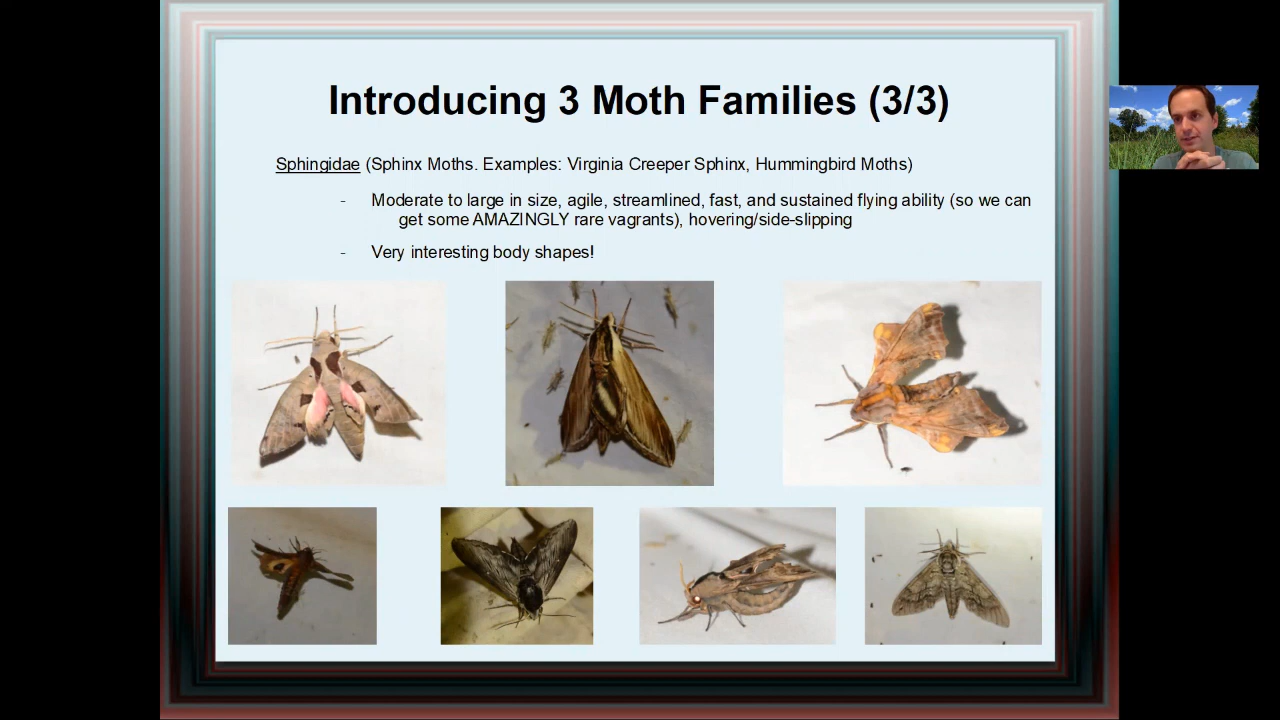 Introducing 3 Moth Families (3/3)
Sphingidae (Sphinx Moths. Examples: Virginia Creeper Sphinx, Hummingbird Moths)
- Moderate to large in size, agile, streamlined, fast, and sustained flying ability (so we can
get some AMAZINGLY rare vagrants), hovering/side-slipping
- Very interesting body shapes!